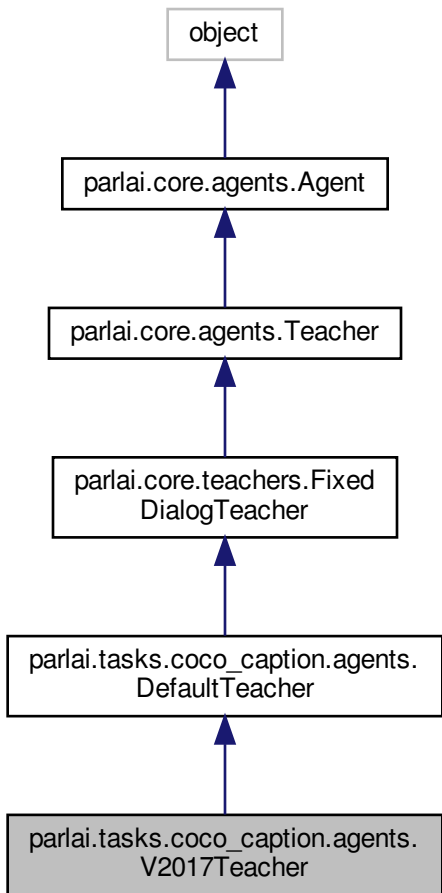 object
parlai.core.agents.Agent
parlai.core.agents.Teacher
parlai.core.teachers.Fixed
DialogTeacher
parlai.tasks.coco_caption.agents.
DefaultTeacher
parlai.tasks.coco_caption.agents.
V2017Teacher